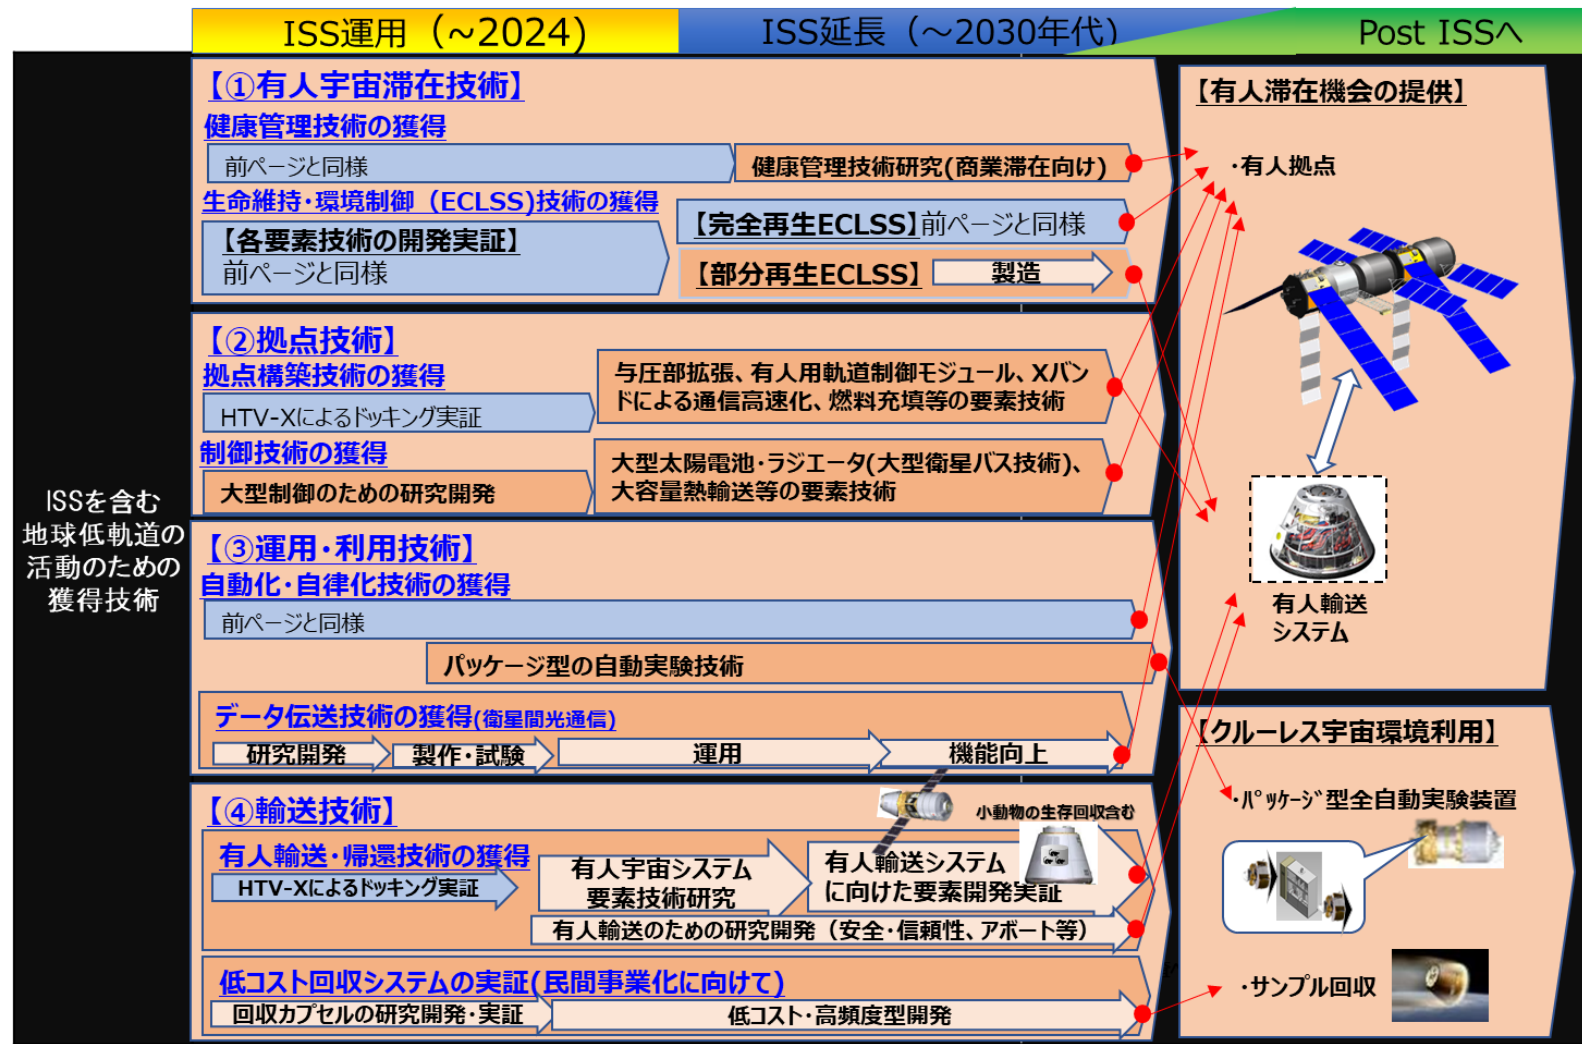 ISS運用（~2024）
ISS延長（～2030年代）
Post ISSへ
ISSを含む
地球低軌道の
活動のための
獲得技術
【①有人宇宙滞在技術】
健康管理技術の獲得
前ページと同様
健康管理技術研究(商業滞在向け)
生命維持・環境制御（ECLSS)技術の獲得
【各要素技術の開発実証】
前ページと同様
【完全再生ECLSS】前ページと同様
【部分再生ECLSS】
製造
【②拠点技術】
拠点構築技術の獲得
HTV-Xによるドッキング実証
与圧部拡張、有人用軌道制御モジュール、Xバン
ドによる通信高速化、燃料充填等の要素技術
制御技術の獲得
大型制御のための研究開発
大型太陽電池・ラジエータ(大型衛星バス技術)、
大容量熱輸送等の要素技術
【③運用・利用技術】
自動化・自律化技術の獲得
前ページと同様
パッケージ型の自動実験技術
データ伝送技術の獲得(衛星間光通信)
研究開発
製作・試験
運用
機能向上
【④輸送技術】
小動物の生存回収含む
有人輸送・帰還技術の獲得
HTV-Xによるドッキング実証
有人宇宙システム
要素技術研究
有人輸送システム
に向けた要素開発実証
有人輸送のための研究開発（安全・信頼性、アボート等）
低コスト回収システムの実証(民間事業化に向けて)
回収カプセルの研究開発・実証
低コスト・高頻度型開発
【有人滞在機会の提供】
・有人拠点
有人輸送
システム
【クルーレス宇宙環境利用】
・ﾊﾟｯｹｰｼﾞ型全自動実験装置
・サンプル回収